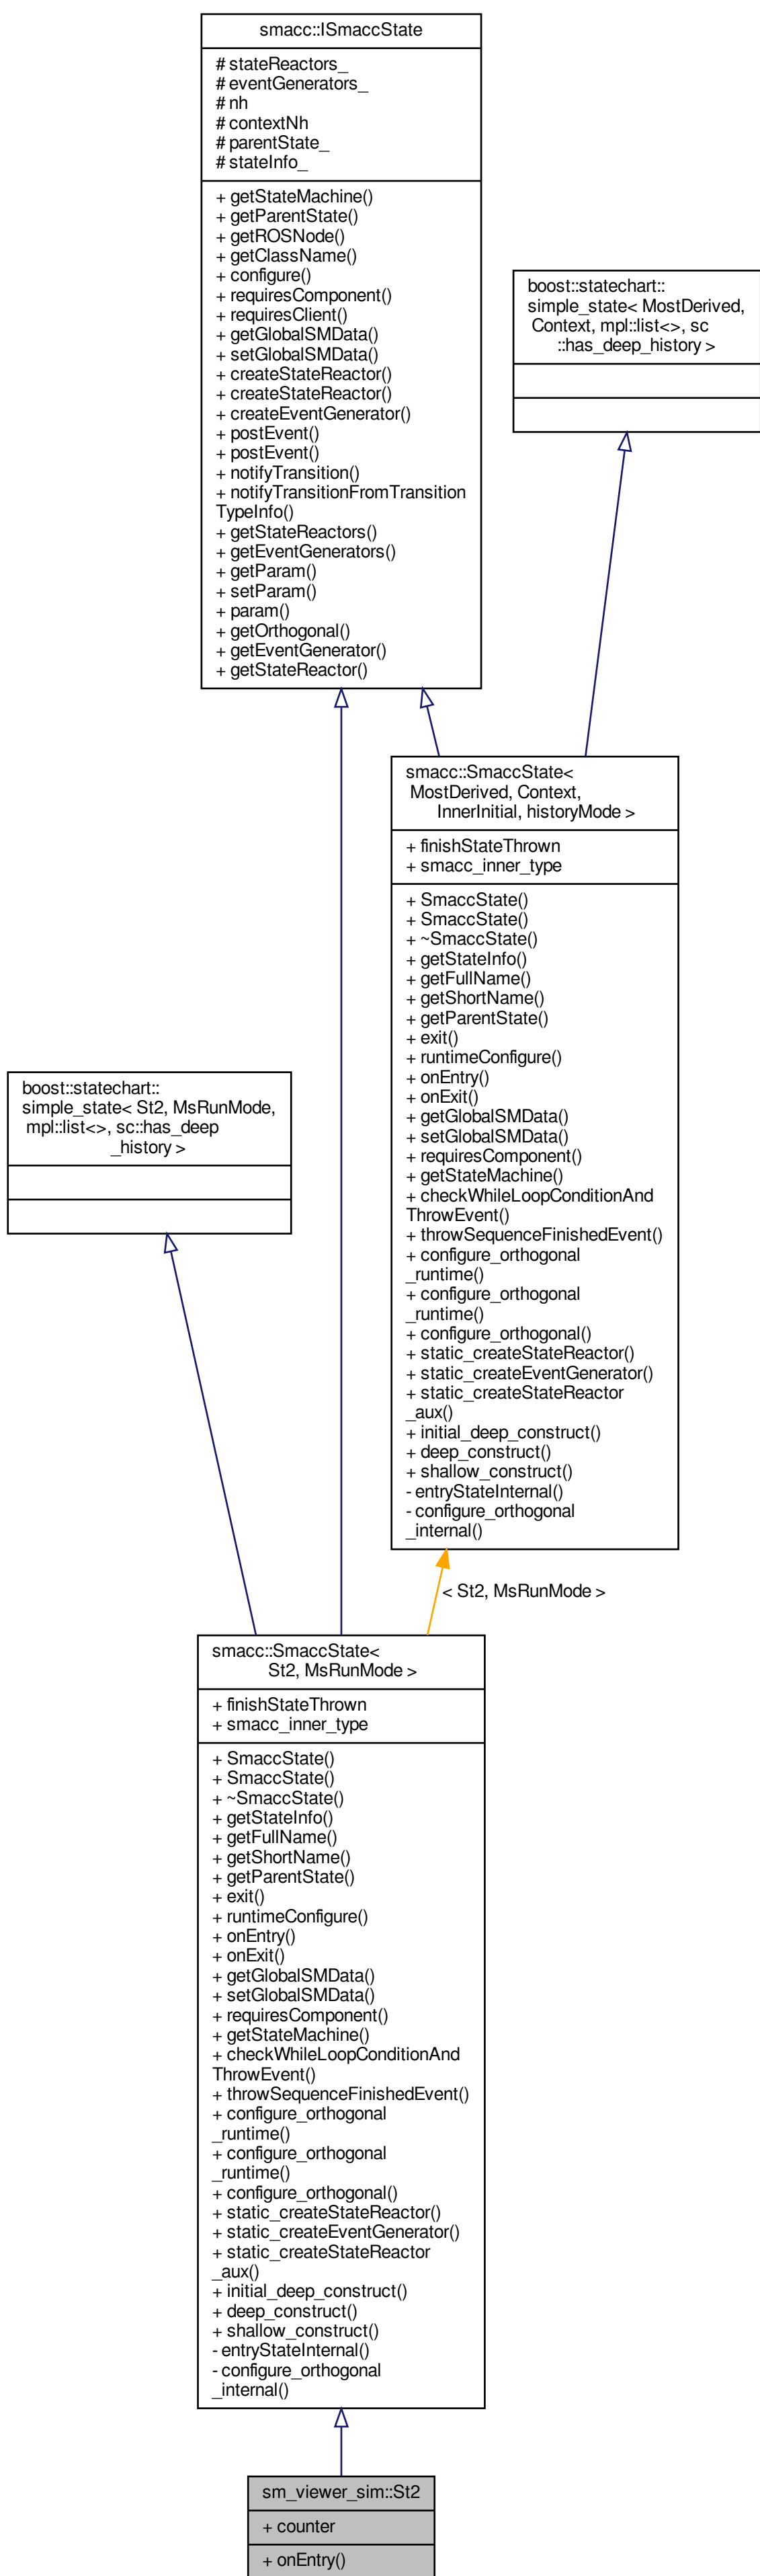 smacc::ISmaccState
# stateReactors_
# eventGenerators_
# nh
# contextNh
# parentState_
# stateInfo_
+ getStateMachine()
+ getParentState()
+ getROSNode()
+ getClassName()
+ configure()
+ requiresComponent()
+ requiresClient()
+ getGlobalSMData()
+ setGlobalSMData()
+ createStateReactor()
+ createStateReactor()
+ createEventGenerator()
+ postEvent()
+ postEvent()
+ notifyTransition()
+ notifyTransitionFromTransition
TypeInfo()
+ getStateReactors()
+ getEventGenerators()
+ getParam()
+ setParam()
+ param()
+ getOrthogonal()
+ getEventGenerator()
+ getStateReactor()
boost::statechart::
simple_state< MostDerived,
Context, mpl::list<>, sc
::has_deep_history >
smacc::SmaccState<
MostDerived, Context,
InnerInitial, historyMode >
+ finishStateThrown
+ smacc_inner_type
+ SmaccState()
+ SmaccState()
+ ~SmaccState()
+ getStateInfo()
+ getFullName()
+ getShortName()
+ getParentState()
+ exit()
+ runtimeConfigure()
+ onEntry()
+ onExit()
+ getGlobalSMData()
+ setGlobalSMData()
+ requiresComponent()
+ getStateMachine()
+ checkWhileLoopConditionAnd
ThrowEvent()
+ throwSequenceFinishedEvent()
+ configure_orthogonal
_runtime()
+ configure_orthogonal
_runtime()
+ configure_orthogonal()
+ static_createStateReactor()
+ static_createEventGenerator()
+ static_createStateReactor
_aux()
+ initial_deep_construct()
+ deep_construct()
+ shallow_construct()
- entryStateInternal()
- configure_orthogonal
_internal()
boost::statechart::
simple_state< St2, MsRunMode,
mpl::list<>, sc::has_deep
_history >
< St2, MsRunMode >
smacc::SmaccState<
St2, MsRunMode >
+ finishStateThrown
+ smacc_inner_type
+ SmaccState()
+ SmaccState()
+ ~SmaccState()
+ getStateInfo()
+ getFullName()
+ getShortName()
+ getParentState()
+ exit()
+ runtimeConfigure()
+ onEntry()
+ onExit()
+ getGlobalSMData()
+ setGlobalSMData()
+ requiresComponent()
+ getStateMachine()
+ checkWhileLoopConditionAnd
ThrowEvent()
+ throwSequenceFinishedEvent()
+ configure_orthogonal
_runtime()
+ configure_orthogonal
_runtime()
+ configure_orthogonal()
+ static_createStateReactor()
+ static_createEventGenerator()
+ static_createStateReactor
_aux()
+ initial_deep_construct()
+ deep_construct()
+ shallow_construct()
- entryStateInternal()
- configure_orthogonal
_internal()
sm_viewer_sim::St2
+ counter
+ onEntry()